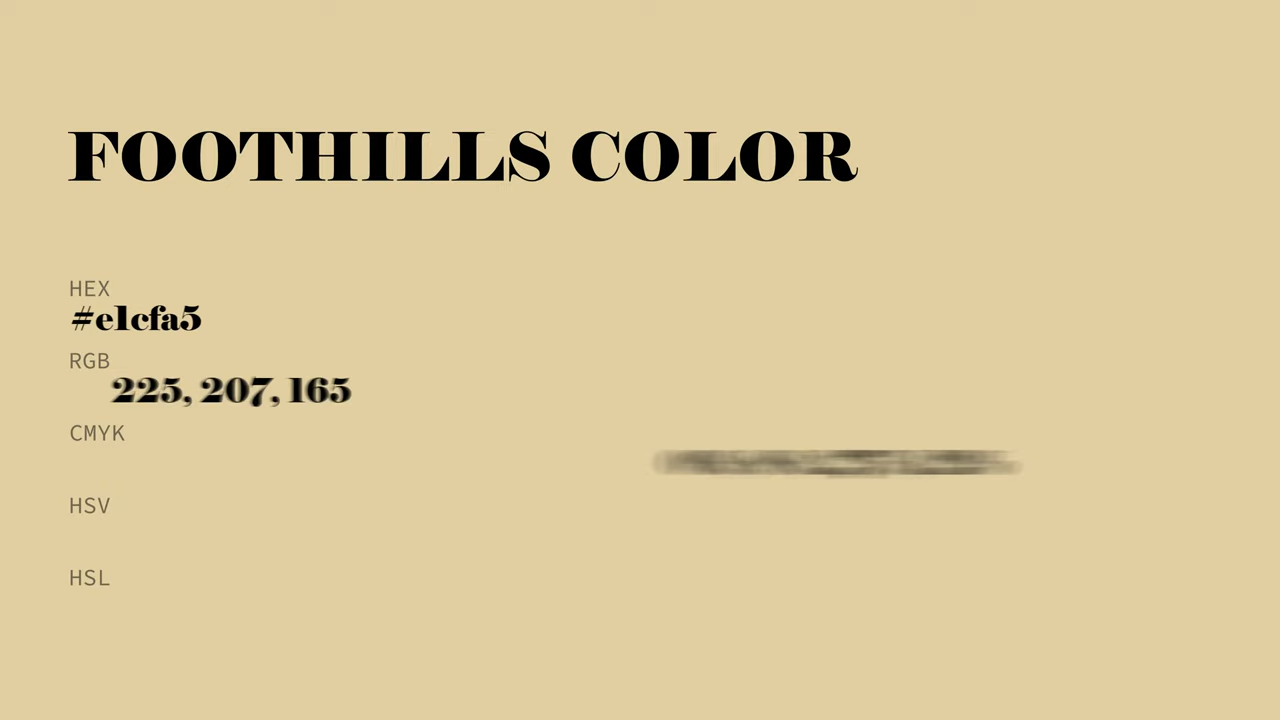 FOOTHILLS COLOR
HEX
#e1cfa5
RGB
225, 207, 165
CMYK
HSV
HSL